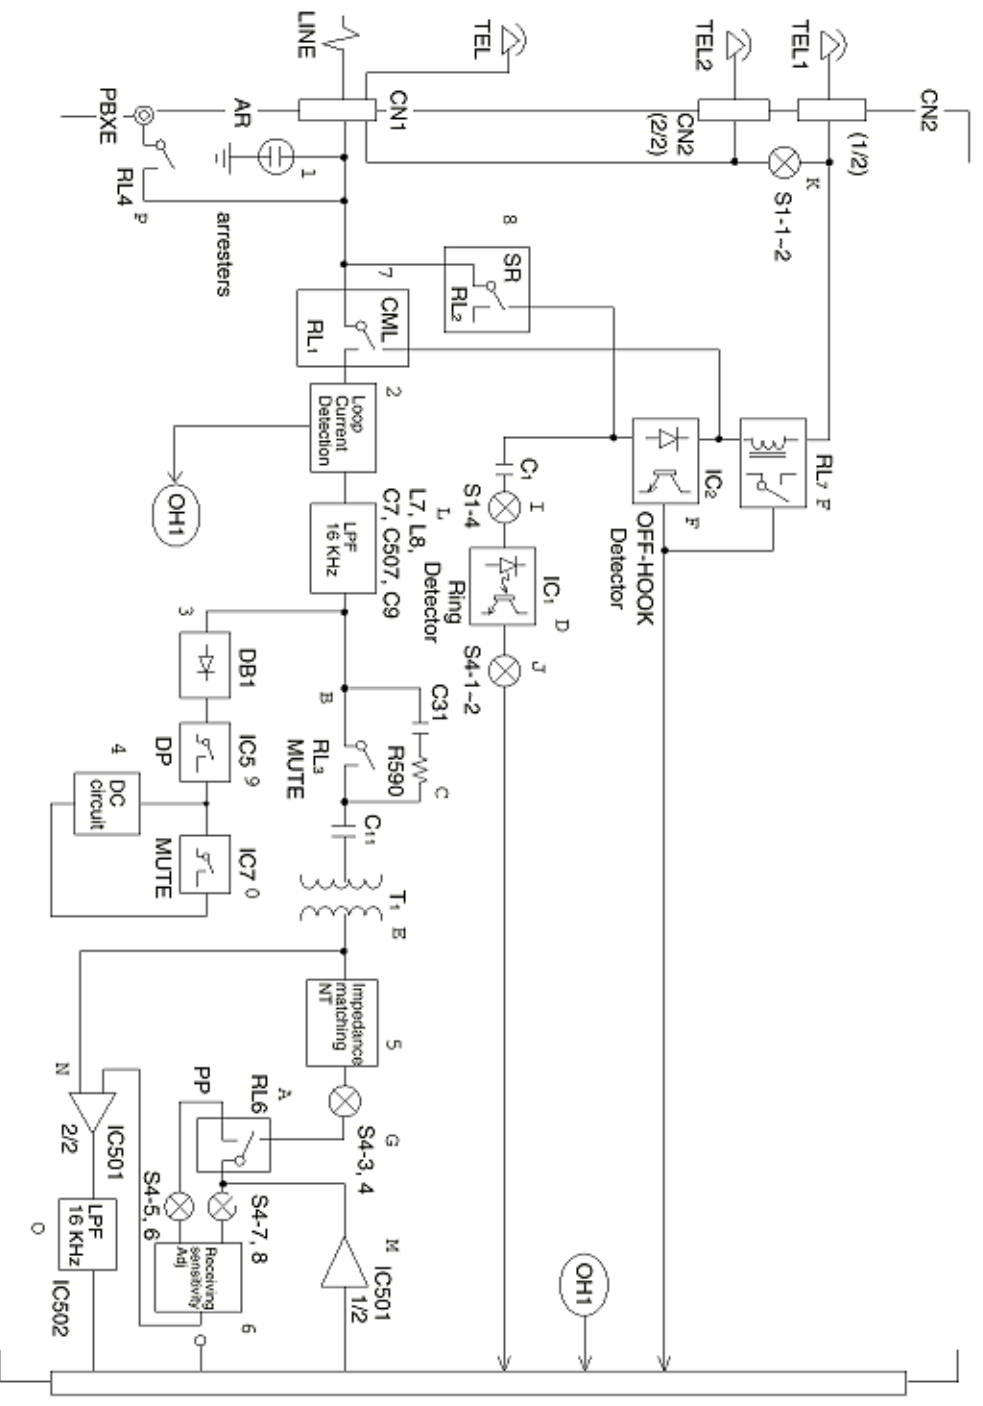 CN2
TEL1
(1/2)
K
S1-1~2
TEL2
CN2
(2/2)
TEL
CN1
LINE
AR
PBXE
1
RL4
P
arresters
8
SR
RL2
7
CML
RL1
2
Loop
Current
Detection
OH1
RL7 F
IC2
F
OFF-HOOK
Detector
C1
I
S1-4
IC1
D
Ring
Detector
J
S4-1~2
L
L7, L8,
C7, C507, C9
LPF
16 KHz
3
DB1
IC5 9
DP
4
DC
circuit
IC7 0
MUTE
B
RL3
MUTE
C31
R590
C
C11
T1
E
5
Impedance
matching
NT
G
S4-3, 4
A
RL6
PP
S4-7, 8
S4-5, 6
Receiving
sensitivity
Adj
6
M
IC501
1/2
N
IC501
2/2
LPF
16 KHz
IC502
O
OH1